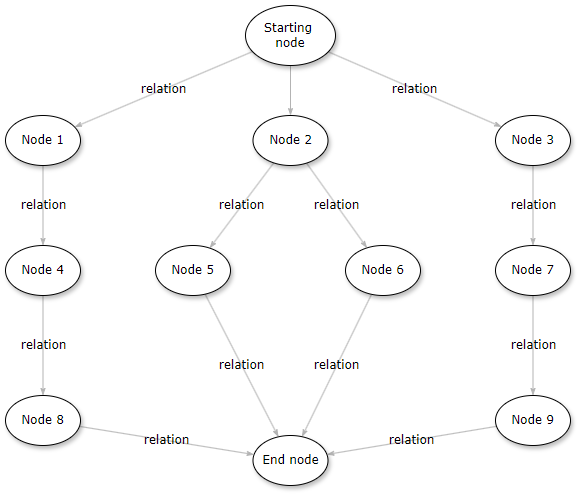 Starting
node
relation
relation
Node 1
Node 2
Node 3
relation
relation
relation
relation
Node 4
Node 5
Node 6
Node 7
relation
relation
relation
relation
Node 8
Node 9
relation
relation
End node